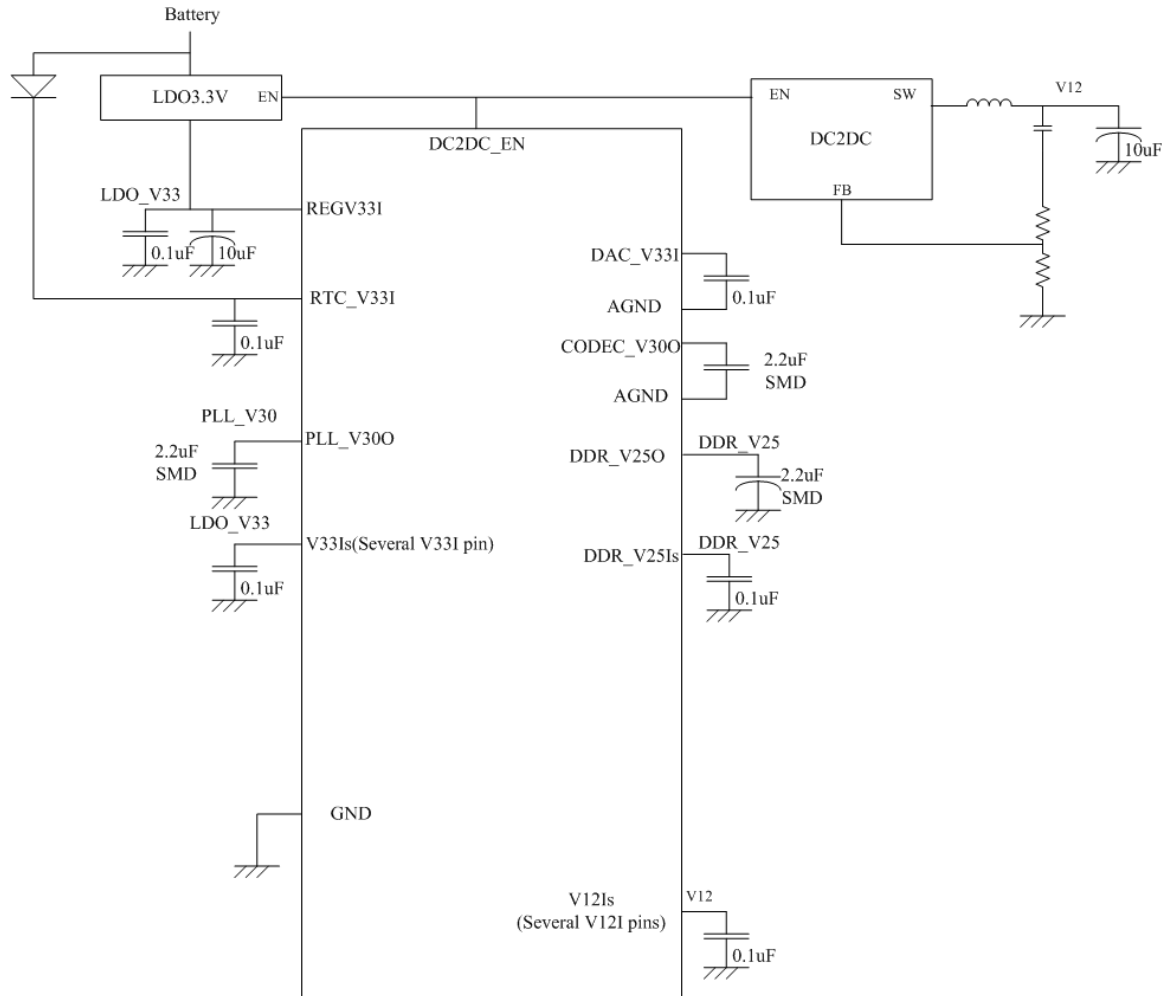 Battery
LDO3.3V
EN
EN
SW
V12
DC2DC
10uF
FB
DC2DC_EN
LDO_V33
REGV33I
0.1uF
10uF
DAC_V33I
0.1uF
AGND
RTC_V33I
0.1uF
CODEC_V30O
2.2uF
SMD
AGND
PLL_V30
PLL_V30O
2.2uF
SMD
DDR_V25
DDR_V25O
2.2uF
SMD
LDO_V33
V33Is(Several V33I pin)
0.1uF
DDR_V25
DDR_V25Is
0.1uF
GND
V12Is
(Several V12I pins)
V12
0.1uF